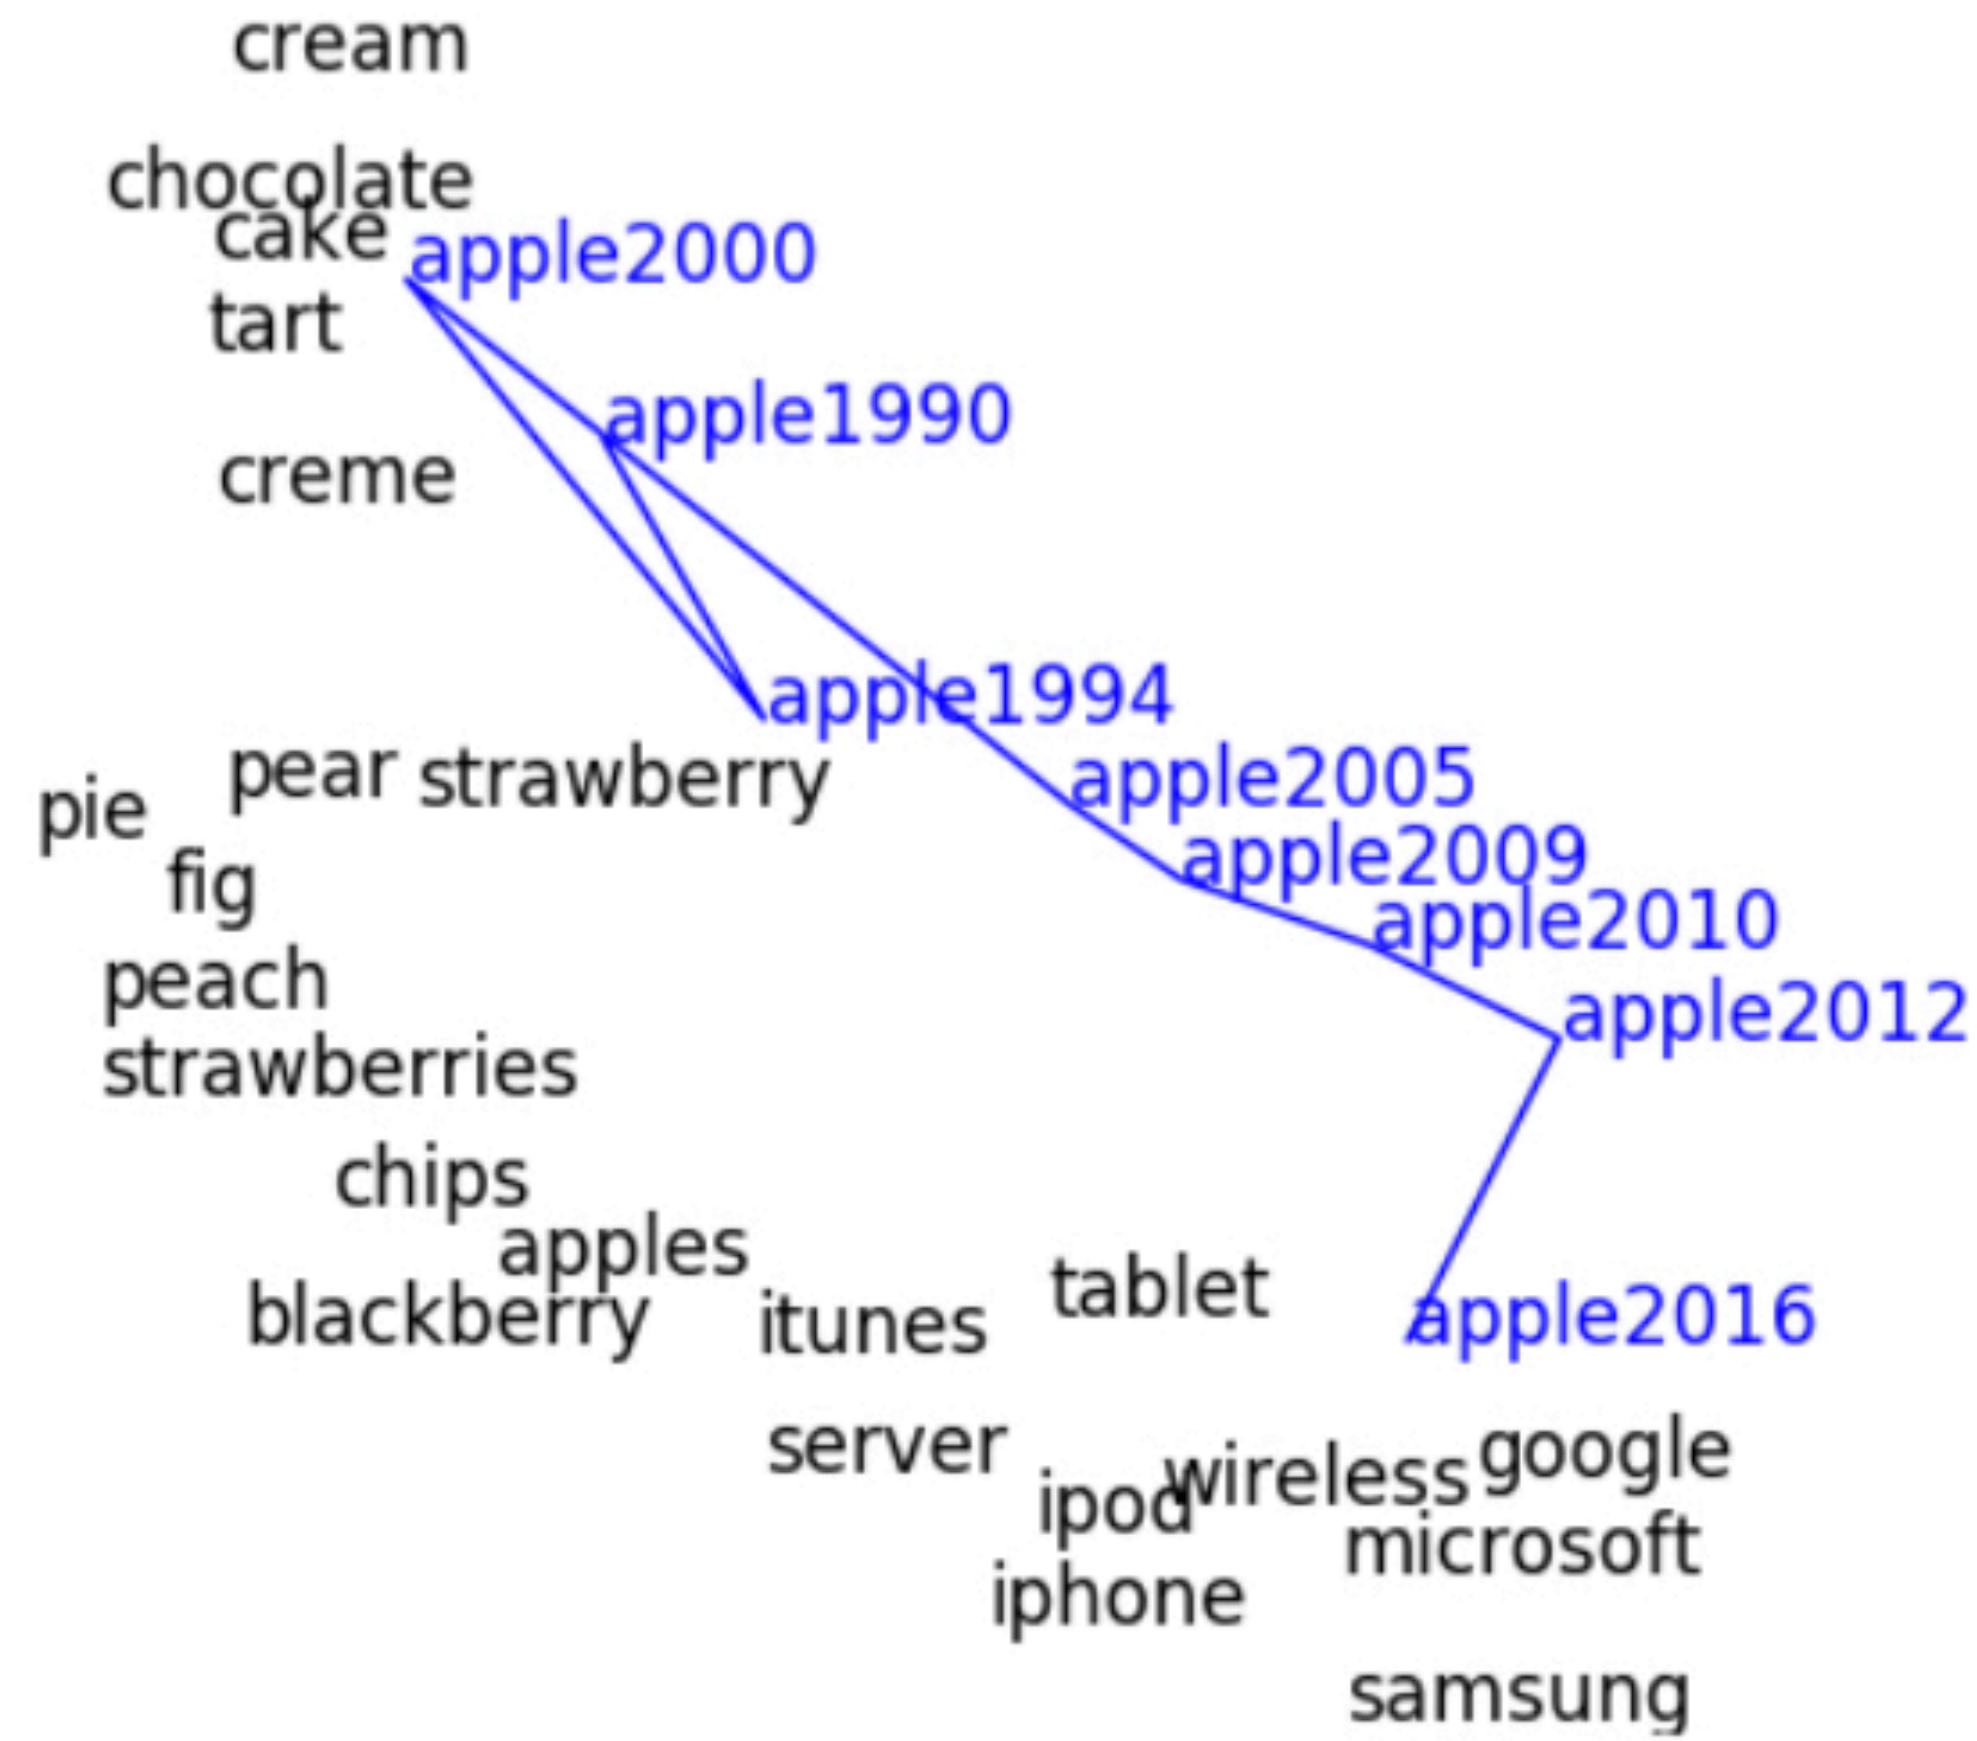 cream
chocolate
cake
apple2000
tart
apple1990
creme
apple1994
pear
strawberry
apple2005
pie
apple2009
fig
apple2010
peach
apple2012
strawberries
chips
apples
tablet
blackberry
itunes
apple2016
server
google
wireless
ipod
microsoft
iphone
samsung